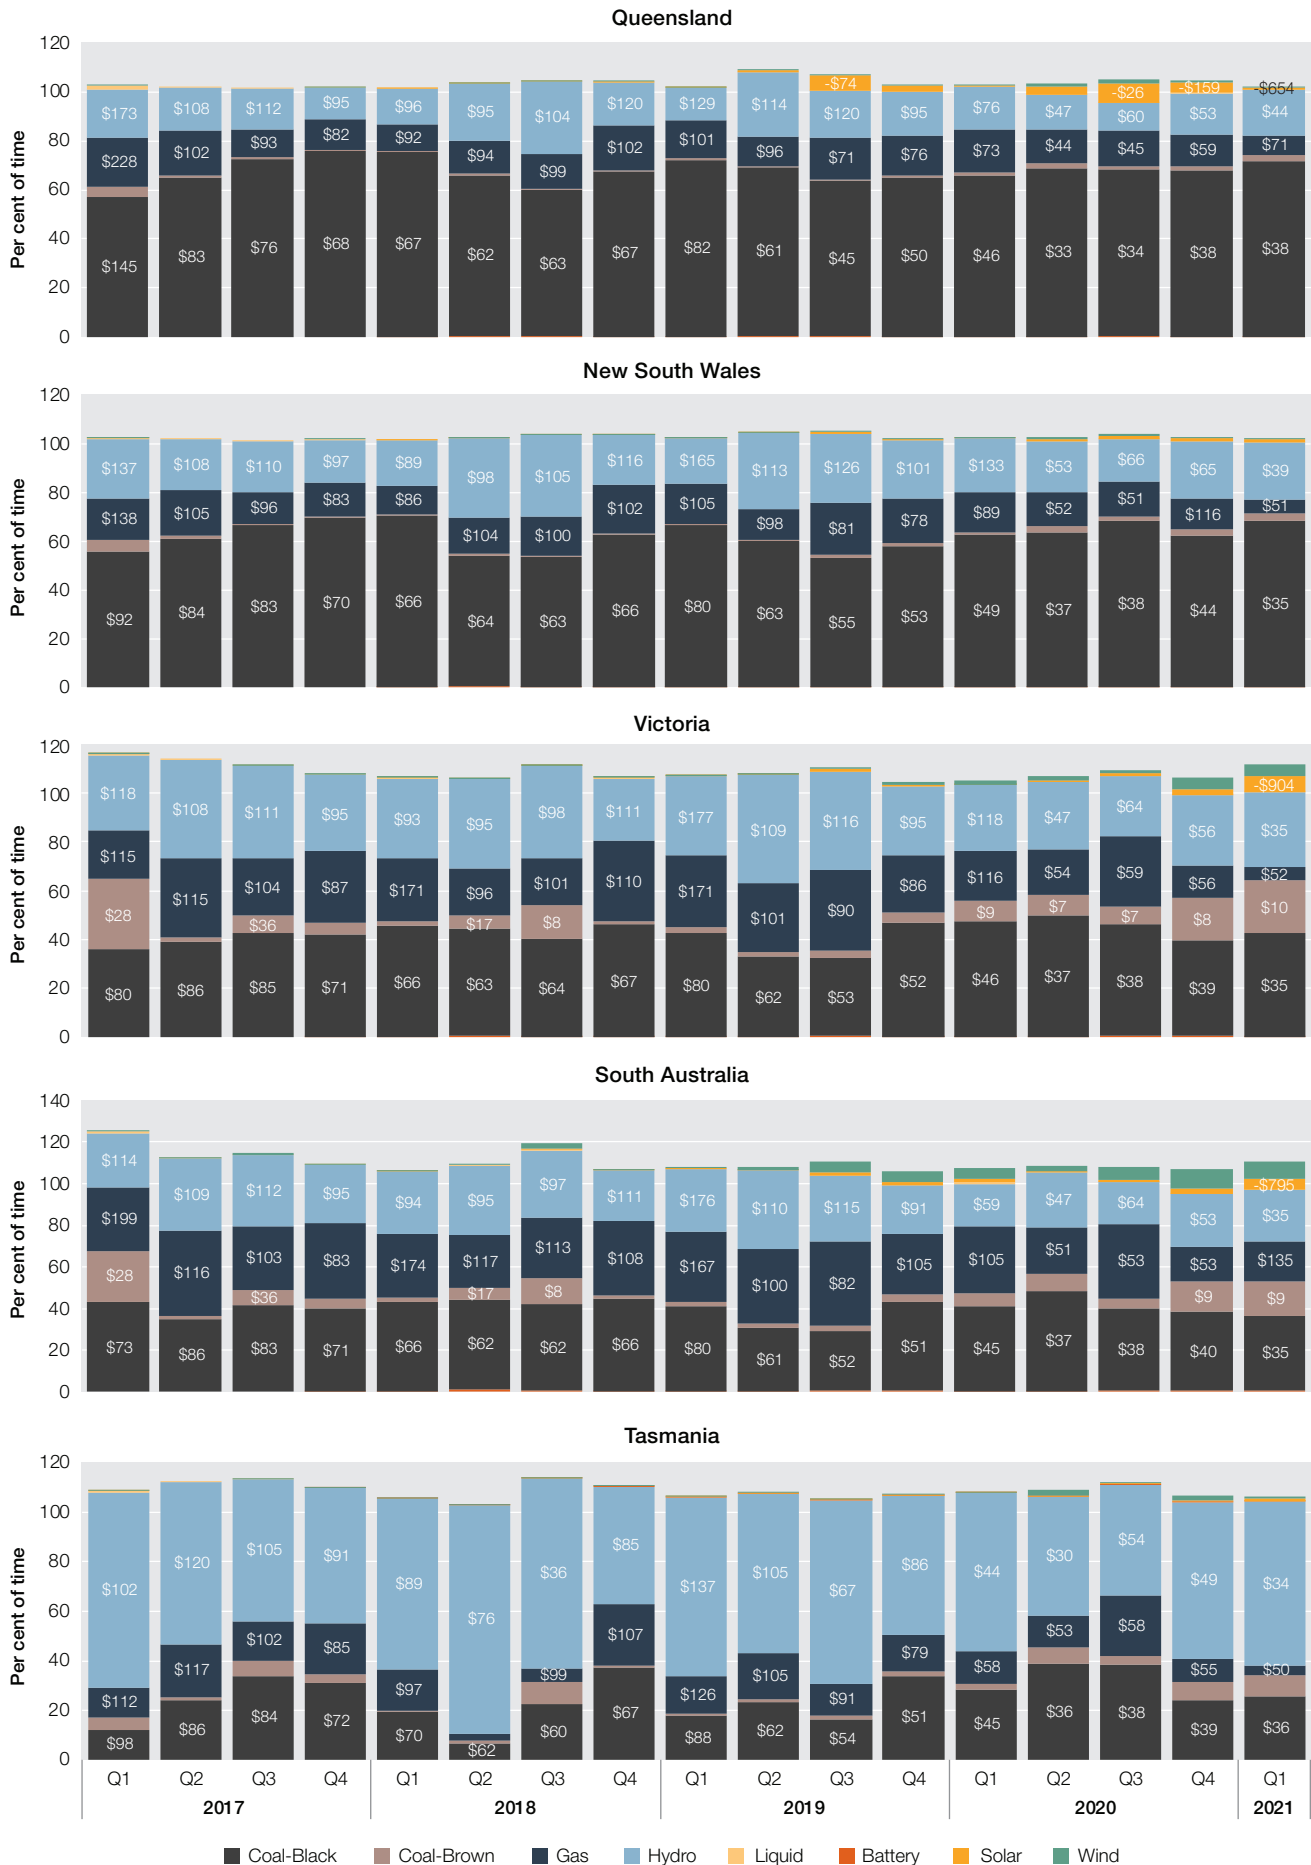 Queensland
Per cent of time
120
100
80
60
40
20
0
$173 $108 $112 $95 $96 $95 $104 $120 $129 $114 -$74 $120 $95 $76 $47 -$26 $60 -$159 $53 -$654 $44
$228 $102 $93 $82 $92 $94 $99 $102 $101 $96 $71 $76 $73 $44 $45 $59 $71
$145 $83 $76 $68 $67 $62 $63 $67 $82 $61 $45 $50 $46 $33 $34 $38 $38
New South Wales
Per cent of time
120
100
80
60
40
20
0
$137 $108 $110 $97 $89 $98 $105 $116 $165 $113 $126 $101 $133 $53 $66 $65 $39
$138 $105 $96 $83 $86 $104 $100 $102 $105 $98 $81 $78 $89 $52 $51 $116 $51
$92 $84 $83 $70 $66 $64 $63 $66 $80 $63 $55 $53 $49 $37 $38 $44 $35
Victoria
Per cent of time
120
100
80
60
40
20
0
-$904
$118 $108 $111 $95 $93 $95 $98 $111 $177 $109 $116 $95 $118 $47 $64 $56 $35
$115 $115 $104 $87 $171 $96 $101 $110 $171 $101 $90 $86 $116 $54 $59 $56 $52
$28 $36 $17 $8 $9 $7 $7 $8 $10
$80 $86 $85 $71 $66 $63 $64 $67 $80 $62 $53 $52 $46 $37 $38 $39 $35
South Australia
Per cent of time
140
120
100
80
60
40
20
0
-$795
$114 $109 $112 $95 $94 $95 $97 $111 $176 $110 $115 $91 $59 $47 $64 $53 $35
$199 $116 $103 $83 $174 $117 $113 $108 $167 $100 $82 $105 $105 $51 $53 $53 $135
$28 $36 $17 $8 $9 $9
$73 $86 $83 $71 $66 $62 $62 $66 $80 $61 $52 $51 $45 $37 $38 $40 $35
Tasmania
Per cent of time
120
100
80
60
40
20
0
$102 $120 $105 $91 $89 $76 $36 $85 $137 $105 $67 $86 $44 $30 $54 $49 $34
$112 $117 $102 $85 $97 $99 $107 $126 $105 $91 $79 $58 $53 $58 $55 $50
$98 $86 $84 $72 $70 $62 $60 $67 $88 $62 $54 $51 $45 $36 $38 $39 $36
Q1 Q2 Q3 Q4 Q1 Q2 Q3 Q4 Q1 Q2 Q3 Q4 Q1 Q2 Q3 Q4 Q1
2017 2018 2019 2020 2021
Coal-Black Coal-Brown Gas Hydro Liquid Battery Solar Wind